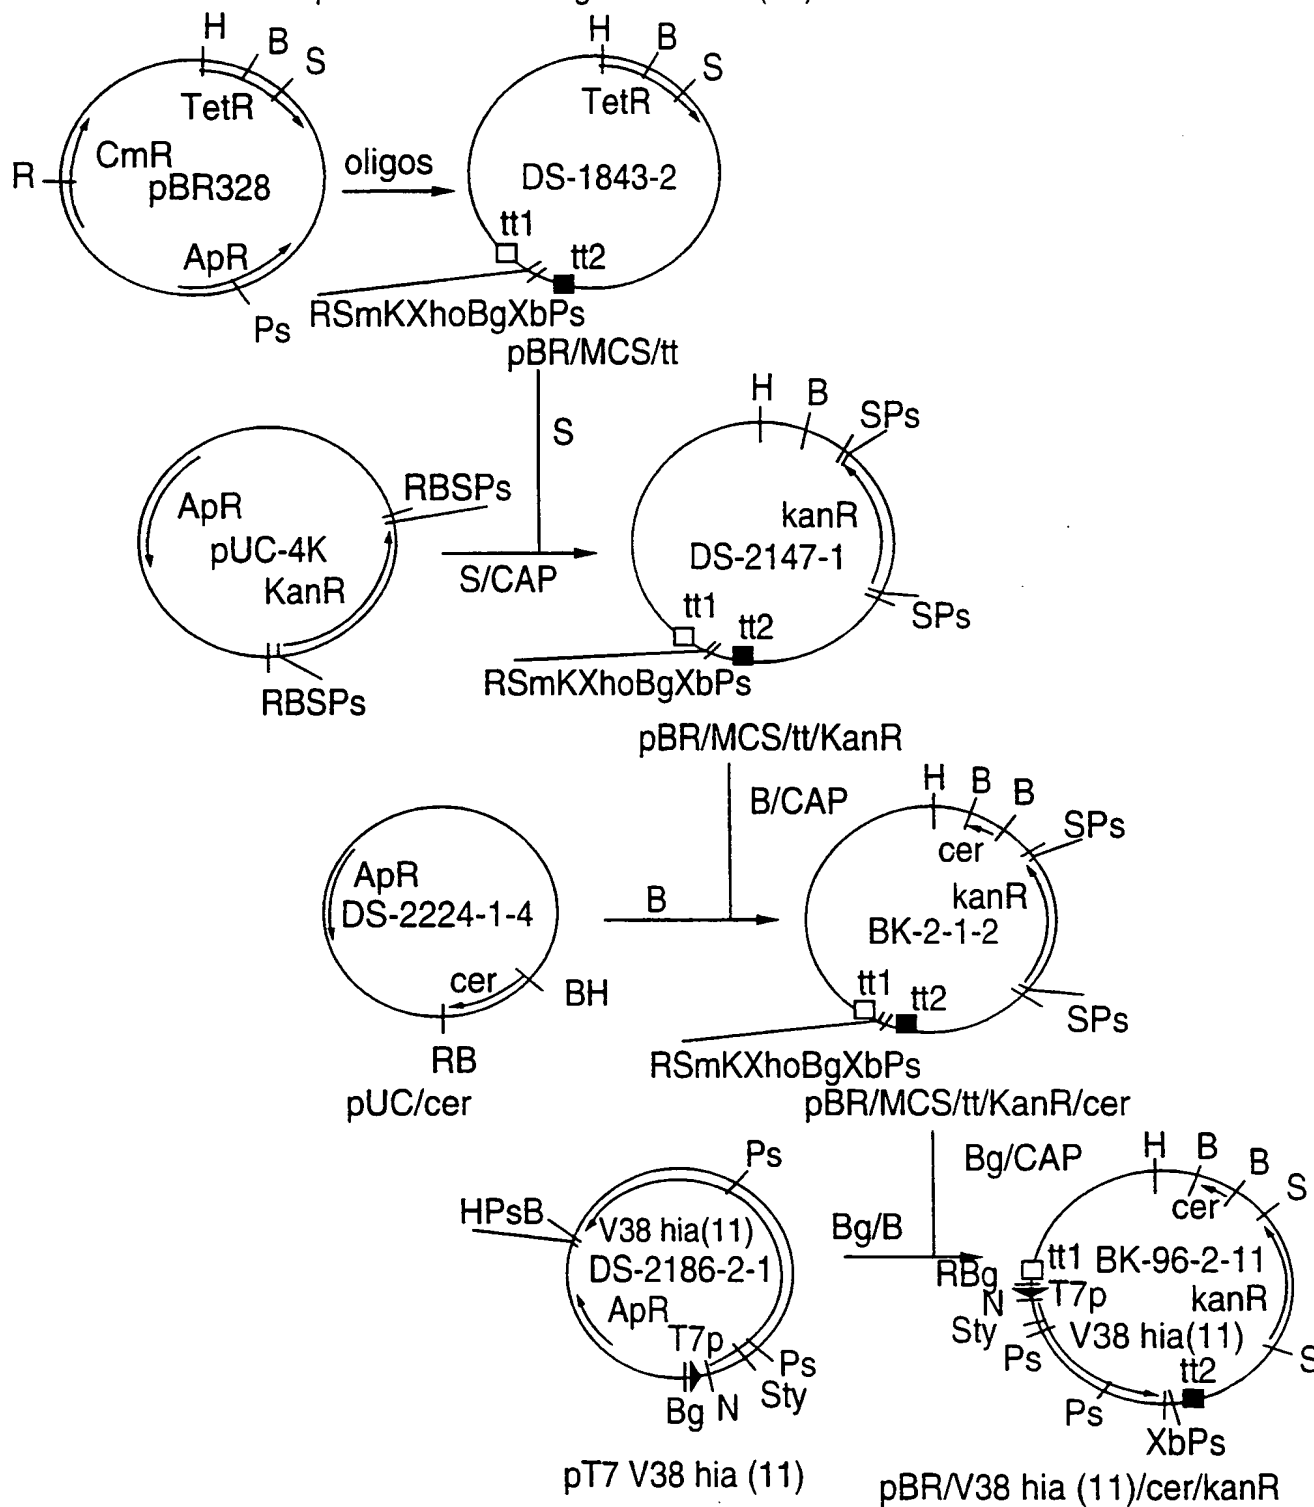 H
B
S
TetR
CmR
R
pBR328
ApR
Ps
oligos
H
B
S
TetR
DS-1843-2
tt1
tt2
RSmKXhoBgXbPs
pBR/MCS/tt
S
ApR
pUC-4K
KanR
RBSPs
RBSPs
S/CAP
H
B
SPs
kanR
DS-2147-1
SPs
tt1
tt2
RSmKXhoBgXbPs
pBR/MCS/tt/KanR
B/CAP
ApR
DS-2224-1-4
cer
BH
RB
pUC/cer
B
H
B
B
SPs
cer
kanR
BK-2-1-2
tt1
tt2
SPs
RSmKXhoBgXbPs
pBR/MCS/tt/KanR/cer
Bg/CAP
Ps
HPsB
V38 hia(11)
DS-2186-2-1
ApR
T7p
Ps
Sty
Bg
N
pT7 V38 hia (11)
Bg/B
H
B
B
S
cer
tt1
BK-96-2-11
RBg
T7p
N
kanR
Sty
V38 hia(11)
Ps
S
tt2
Ps
XbPs
pBR/V38 hia (11)/cer/kanR